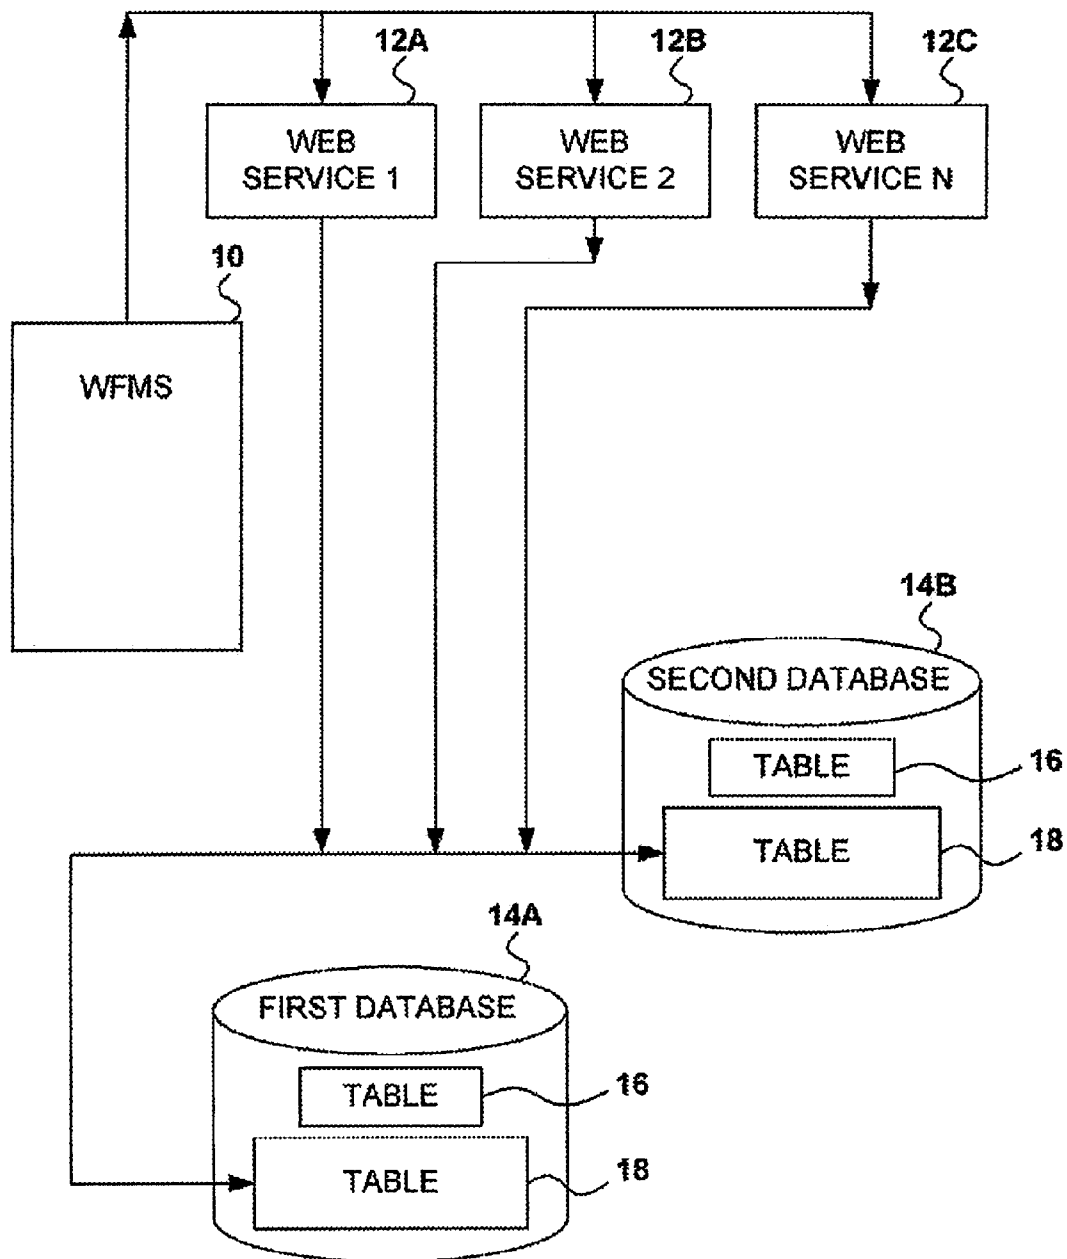 12A
12B
12C
WEB
SERVICE 1
WEB
SERVICE 2
WEB
SERVICE N
10
WFMS
14B
SECOND DATABASE
TABLE
16
TABLE
18
14A
FIRST DATABASE
TABLE
16
TABLE
18